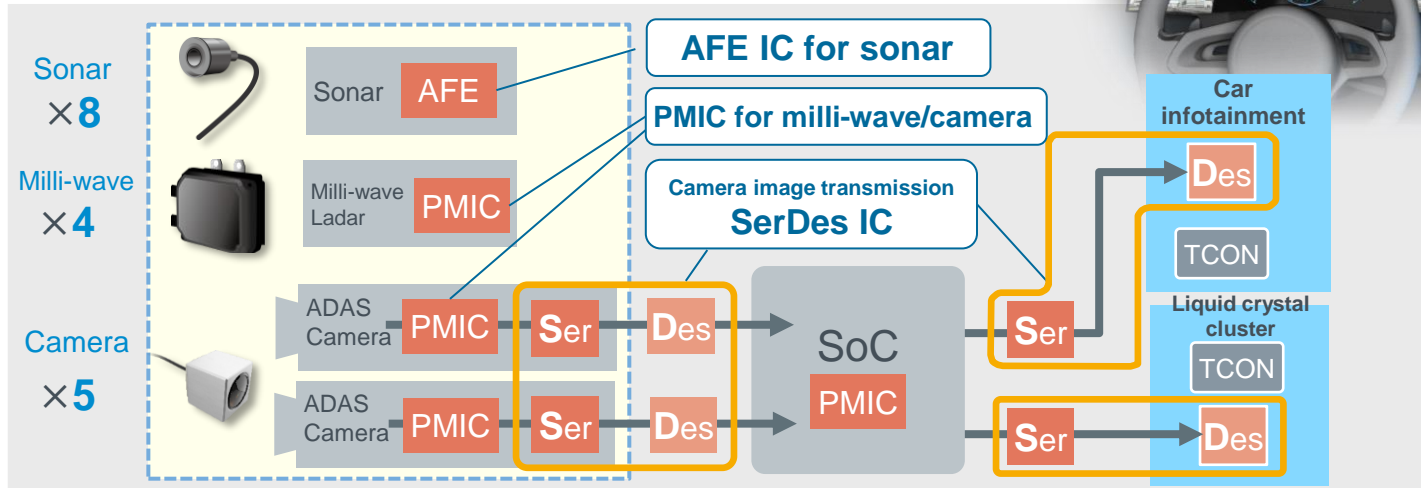 Sonar
×8
Milli-wave
×4
Camera
×5
Sonar
AFE
Milli-wave
Ladar
PMIC
ADAS
Camera
PMIC
Ser
Des
ADAS
Camera
PMIC
Ser
Des
AFE IC for sonar
PMIC for milli-wave/camera
Camera image transmission
SerDes IC
SoC
PMIC
Ser
Ser
Car
infotainment
Des
TCON
Liquid crystal
cluster
TCON
Des